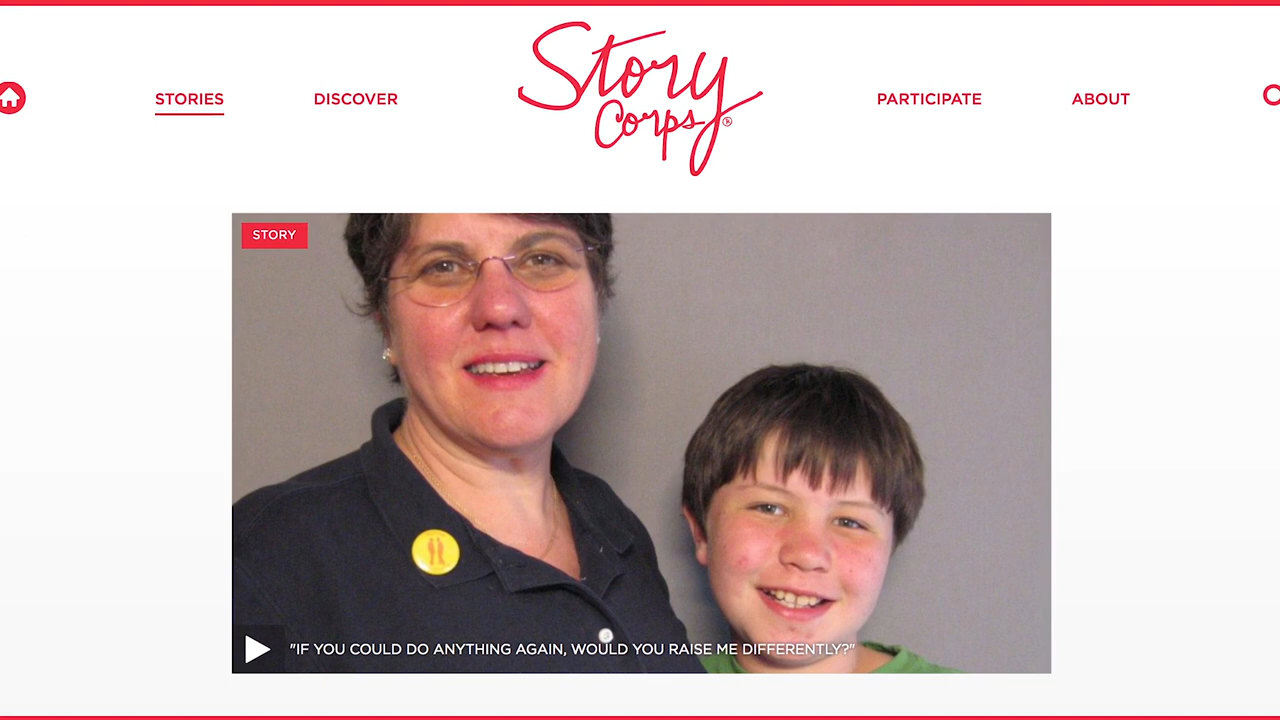 STORIES
DISCOVER
Story
Corps®
PARTICIPATE
ABOUT
STORY
"IF YOU COULD DO ANYTHING AGAIN, WOULD YOU RAISE ME DIFFERENTLY?"